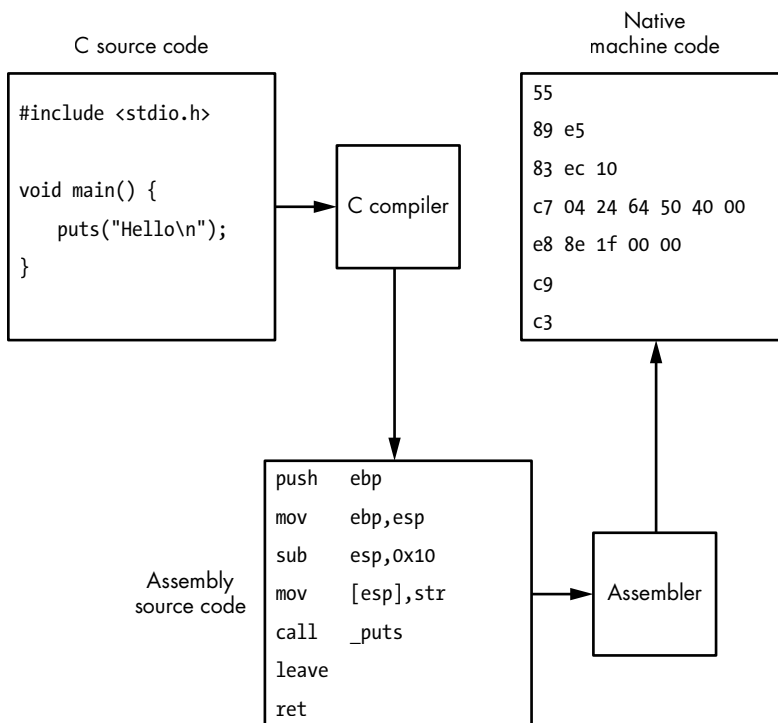 C source code
#include <stdio.h>
void main() {
puts("Hello\n");
}
C compiler
Native
machine code
55
89 e5
83 ec 10
c7 04 24 64 50 40 00
e8 8e 1f 00 00
c9
c3
Assembly
source code
push ebp
mov ebp,esp
sub esp,0x10
mov [esp],str
call _puts
leave
ret
Assembler